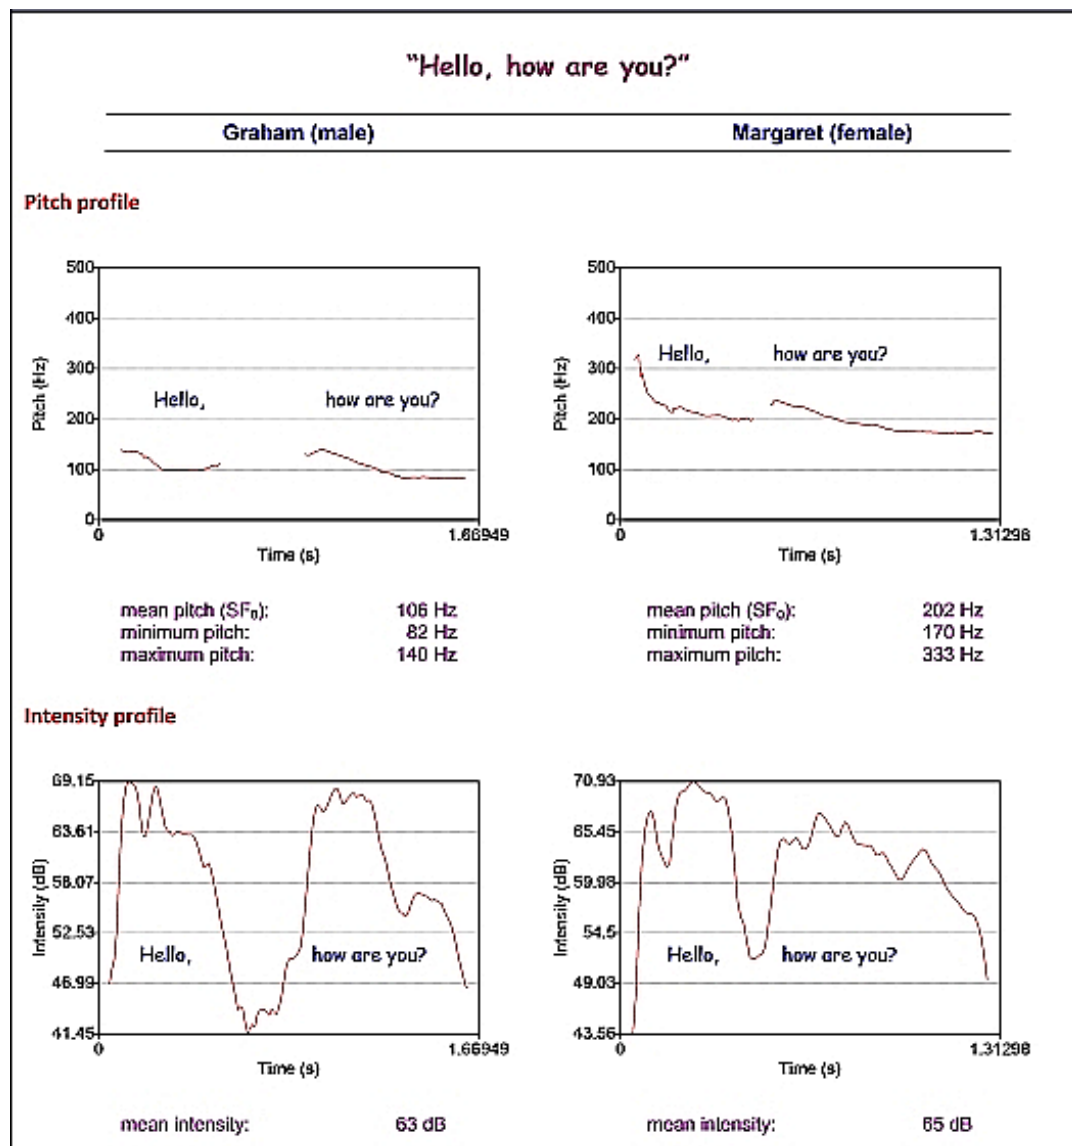 “Hello, how are you?”
Graham (male) Margaret (female)
Pitch profile
500
400
300
200
100
0
Pitch (Hz)
Hello, how are you?
0 1.66949
Time (s)
500
400
300
200
100
0
Pitch (Hz)
Hello, how are you?
0 1.31298
Time (s)
mean pitch (SF₀): 106 Hz
minimum pitch: 82 Hz
maximum pitch: 140 Hz
mean pitch (SF₀): 202 Hz
minimum pitch: 170 Hz
maximum pitch: 333 Hz
Intensity profile
69.15
63.61
58.07
52.53
46.99
41.45
Intensity (dB)
Hello, how are you?
0 1.66949
Time (s)
70.93
65.45
59.98
54.5
49.03
43.56
Intensity (dB)
Hello, how are you?
0 1.31298
Time (s)
mean intensity: 63 dB
mean intensity: 65 dB